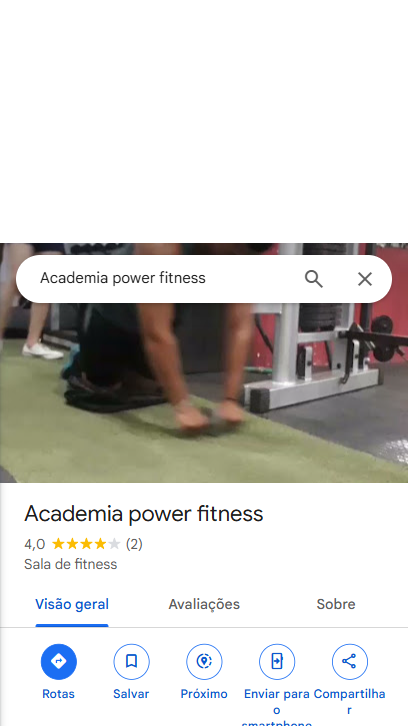 Academia power fitness
Academia power fitness
4,0 (2)
Sala de fitness
Visão geral Avaliações Sobre
Rotas Salvar Próximo Enviar para Compartilha
o r
smartphone